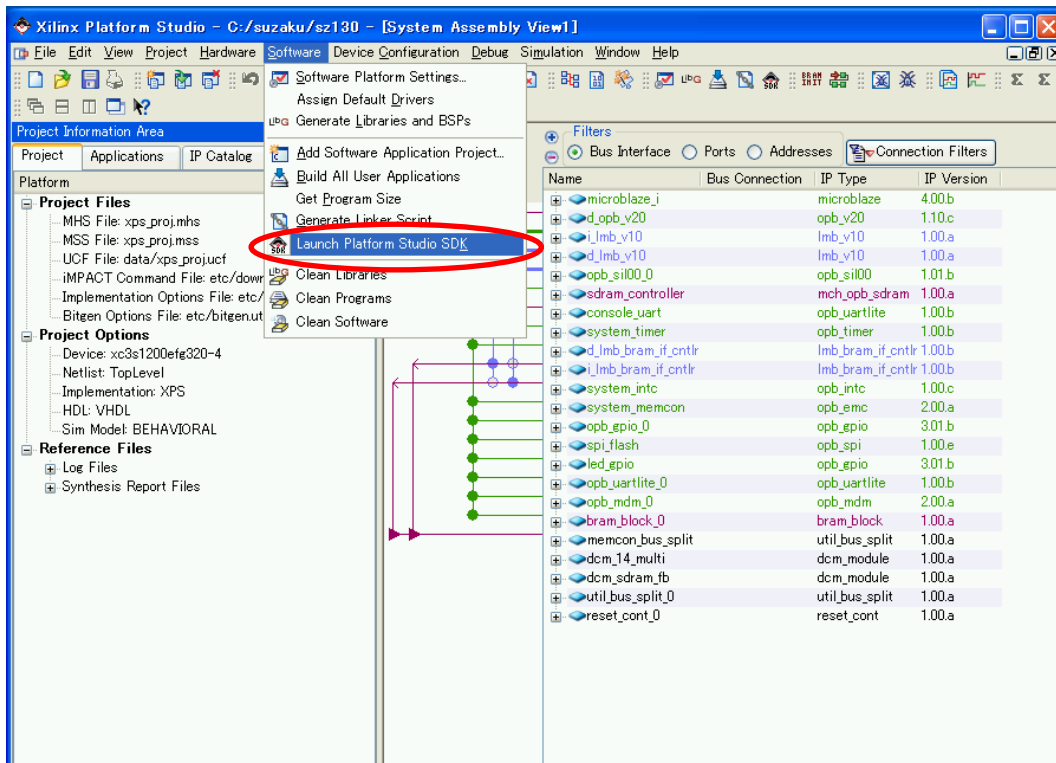 Xilinx Platform Studio - C:/suzaku/sz130 - [System Assembly View1]
File Edit View Project Hardware Software Device Configuration Debug Simulation Window Help
Software Platform Settings...
Assign Default Drivers
Generate Libraries and BSPs
Add Software Application Project...
Build All User Applications
Get Program Size
Generate Linker Script
Launch Platform Studio SDK
Clean Libraries
Clean Programs
Clean Software
Project Information Area
Project Applications IP Catalog
Platform
Project Files
MHS File: xps_proj.mhs
MSS File: xps_proj.mss
UCF File: data/xps_proj.ucf
iMPACT Command File: etc/dow
Implementation Options File: etc/
Bitgen Options File: etc/bitgen.ut
Project Options
Device: xc3s1200efg320-4
Netlist: TopLevel
Implementation: XPS
HDL: VHDL
Sim Model: BEHAVIORAL
Reference Files
Log Files
Synthesis Report Files
Filters
Bus Interface Ports Addresses Connection Filters
Name Bus Connection IP Type IP Version
microblaze_i microblaze 4.00.b
d_opb_v20 opb_v20 1.10.c
i_lmb_v10 lmb_v10 1.00.a
d_lmb_v10 lmb_v10 1.00.a
opb_sil00_0 opb_sil00 1.01.b
sdram_controller mch_opb_sdram 1.00.a
console_uart opb_uartlite 1.00.b
system_timer opb_timer 1.00.b
d_lmb_bram_if_cntlr lmb_bram_if_cntlr 1.00.b
i_lmb_bram_if_cntlr lmb_bram_if_cntlr 1.00.b
system_intc opb_intc 1.00.c
system_memcon opb_emc 2.00.a
opb_gpio_0 opb_gpio 3.01.b
spi_flash opb_spi 1.00.e
led_gpio opb_gpio 3.01.b
opb_uartlite_0 opb_uartlite 1.00.b
opb_mdm_0 opb_mdm 2.00.a
bram_block_0 bram_block 1.00.a
memcon_bus_split util_bus_split 1.00.a
dcm_14_multi dcm_module 1.00.a
dcm_sdram_fb dcm_module 1.00.a
util_bus_split_0 util_bus_split 1.00.a
reset_cont_0 reset_cont 1.00.a